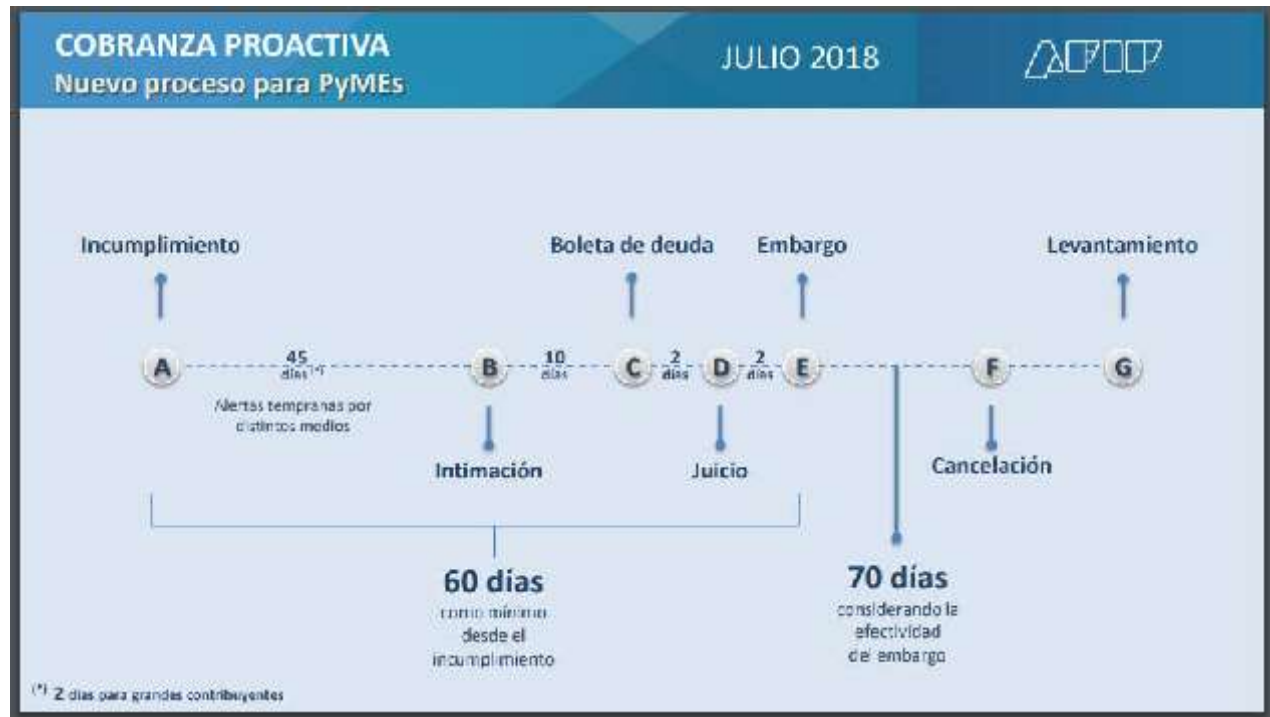 COBRANZA PROACTIVA
Nuevo proceso para PyMEs
JULIO 2018
AFIP
Incumplimiento
Boleta de deuda
Embargo
Levantamiento
A
45
días (*)
B
10
días
C
2
días
D
2
días
E
F
G
Alertas tempranas por
distintos medios
Intimación
Juicio
Cancelación
60 días
como mínimo
desde el
incumplimiento
70 días
considerando la
efectividad
del embargo
(*) 2 días para grandes contribuyentes